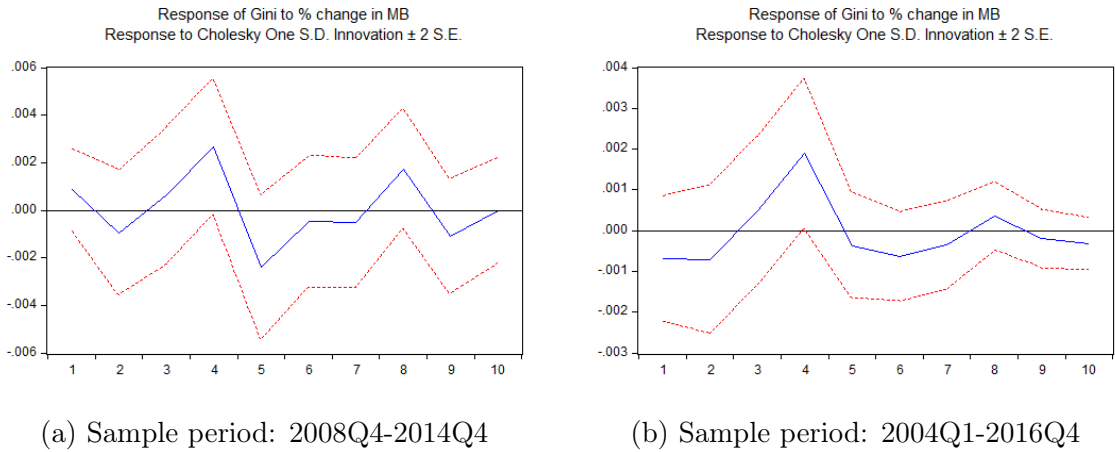 Response of Gini to % change in MB
Response to Cholesky One S.D. Innovation ± 2 S.E.
.006
.004
.002
.000
-.002
-.004
-.006
1 2 3 4 5 6 7 8 9 10
(a) Sample period: 2008Q4-2014Q4
Response of Gini to % change in MB
Response to Cholesky One S.D. Innovation ± 2 S.E.
.004
.003
.002
.001
.000
-.001
-.002
-.003
1 2 3 4 5 6 7 8 9 10
(b) Sample period: 2004Q1-2016Q4